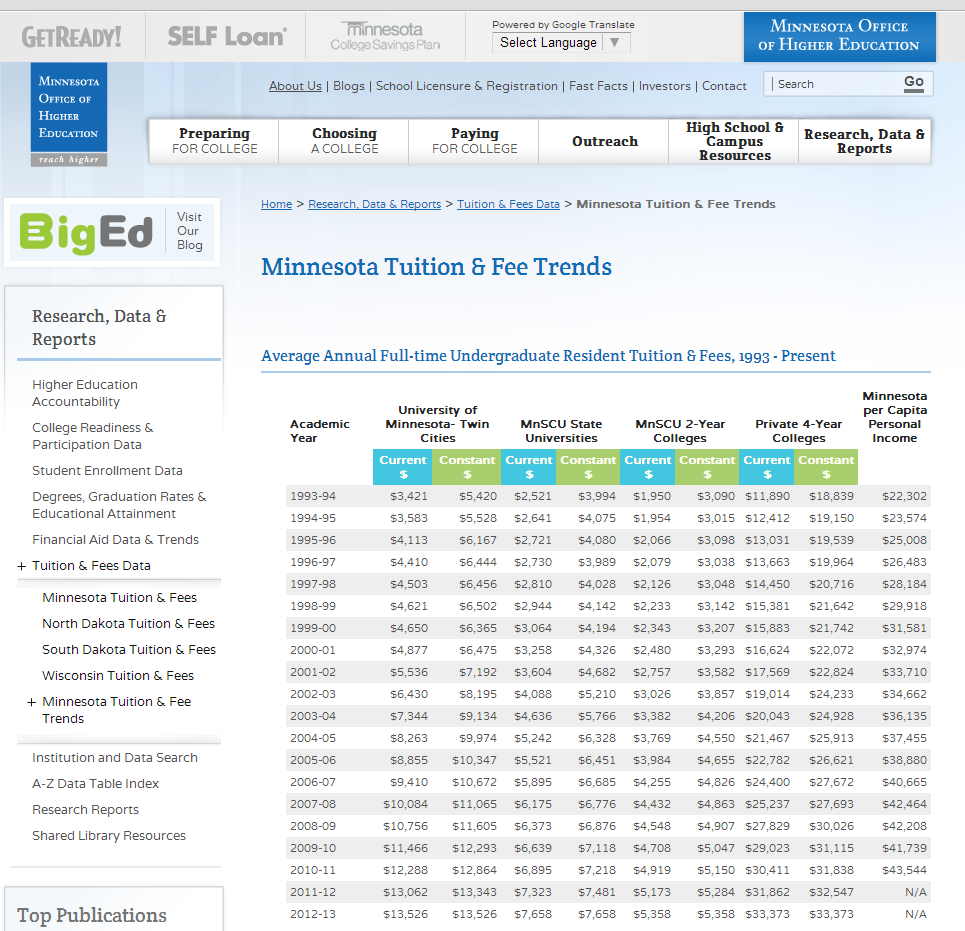 GETREADY!
SELF Loan®
Minnesota
College Savings Plan
Powered by Google Translate
Select Language ▼
MINNESOTA OFFICE
OF HIGHER EDUCATION
MINNESOTA
OFFICE OF
HIGHER
EDUCATION
reach higher
About Us | Blogs | School Licensure & Registration | Fast Facts | Investors | Contact
Search
Go
Preparing
FOR COLLEGE
Choosing
A COLLEGE
Paying
FOR COLLEGE
Outreach
High School &
Campus
Resources
Research, Data &
Reports
BigEd
Visit
Our
Blog
Home > Research, Data & Reports > Tuition & Fees Data > Minnesota Tuition & Fee Trends
Minnesota Tuition & Fee Trends
Research, Data &
Reports
Higher Education
Accountability
College Readiness &
Participation Data
Student Enrollment Data
Degrees, Graduation Rates &
Educational Attainment
Financial Aid Data & Trends
+ Tuition & Fees Data
Minnesota Tuition & Fees
North Dakota Tuition & Fees
South Dakota Tuition & Fees
Wisconsin Tuition & Fees
+ Minnesota Tuition & Fee
Trends
Institution and Data Search
A-Z Data Table Index
Research Reports
Shared Library Resources
Top Publications
Average Annual Full-time Undergraduate Resident Tuition & Fees, 1993 - Present
Academic
Year
University of
Minnesota- Twin
Cities
MnSCU State
Universities
MnSCU 2-Year
Colleges
Private 4-Year
Colleges
Minnesota
per Capita
Personal
Income
Current $ Constant $ Current $ Constant $ Current $ Constant $ Current $ Constant $
1993-94 $3,421 $5,420 $2,521 $3,994 $1,950 $3,090 $11,890 $18,839 $22,302
1994-95 $3,583 $5,528 $2,641 $4,075 $1,954 $3,015 $12,412 $19,150 $23,574
1995-96 $4,113 $6,167 $2,721 $4,080 $2,066 $3,098 $13,031 $19,539 $25,008
1996-97 $4,410 $6,444 $2,730 $3,989 $2,079 $3,038 $13,663 $19,964 $26,483
1997-98 $4,503 $6,456 $2,810 $4,028 $2,126 $3,048 $14,450 $20,716 $28,184
1998-99 $4,621 $6,502 $2,944 $4,142 $2,233 $3,142 $15,381 $21,642 $29,918
1999-00 $4,650 $6,365 $3,064 $4,194 $2,343 $3,207 $15,883 $21,742 $31,581
2000-01 $4,877 $6,475 $3,258 $4,326 $2,480 $3,293 $16,624 $22,072 $32,974
2001-02 $5,536 $7,192 $3,604 $4,682 $2,757 $3,582 $17,569 $22,824 $33,710
2002-03 $6,430 $8,195 $4,088 $5,210 $3,026 $3,857 $19,014 $24,233 $34,662
2003-04 $7,344 $9,134 $4,636 $5,766 $3,382 $4,206 $20,043 $24,928 $36,135
2004-05 $8,263 $9,974 $5,242 $6,328 $3,769 $4,550 $21,467 $25,913 $37,455
2005-06 $8,855 $10,347 $5,521 $6,451 $3,984 $4,655 $22,782 $26,621 $38,880
2006-07 $9,410 $10,672 $5,895 $6,685 $4,255 $4,826 $24,400 $27,672 $40,665
2007-08 $10,084 $11,065 $6,175 $6,776 $4,432 $4,863 $25,237 $27,693 $42,464
2008-09 $10,756 $11,605 $6,373 $6,876 $4,548 $4,907 $27,829 $30,026 $42,208
2009-10 $11,466 $12,293 $6,639 $7,118 $4,708 $5,047 $29,023 $31,115 $41,739
2010-11 $12,288 $12,864 $6,895 $7,218 $4,919 $5,150 $30,411 $31,838 $43,544
2011-12 $13,062 $13,343 $7,323 $7,481 $5,173 $5,284 $31,862 $32,547 N/A
2012-13 $13,526 $13,526 $7,658 $7,658 $5,358 $5,358 $33,373 $33,373 N/A